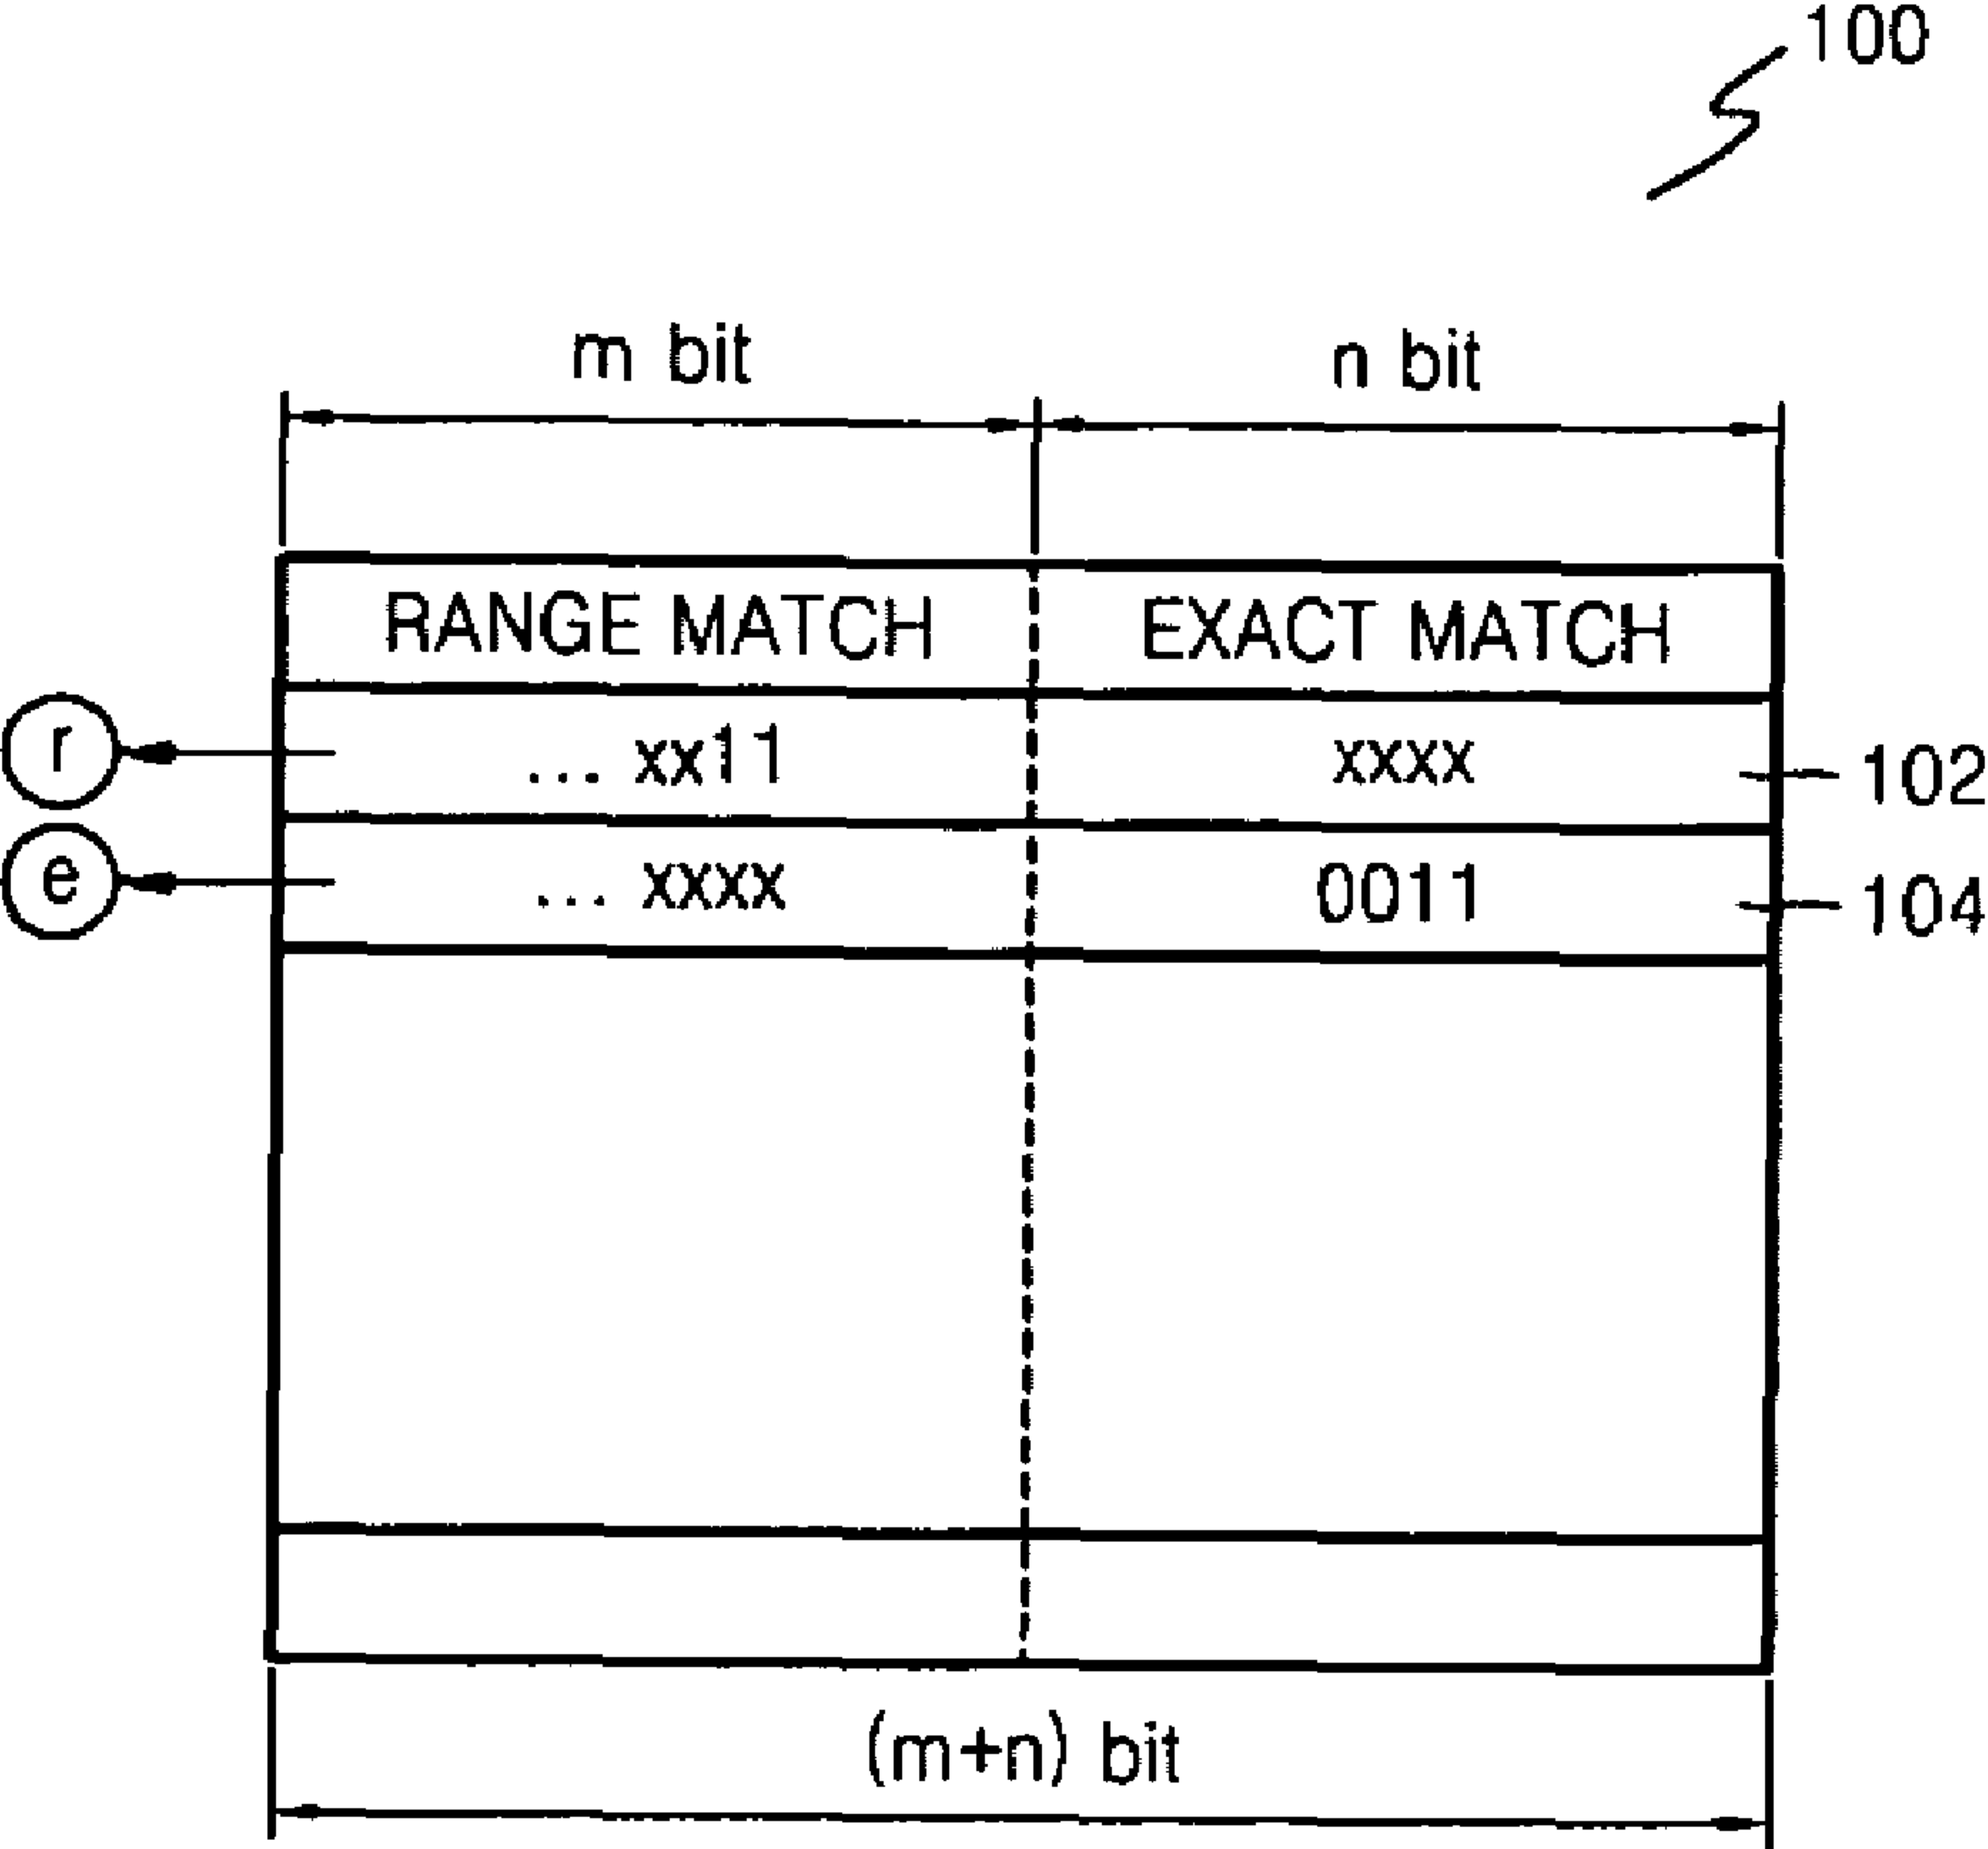 100
m bit n bit
RANGE MATCH EXACT MATCH
r ... xx11 xxxx 102
e ... xxxx 0011 104
(m+n) bit